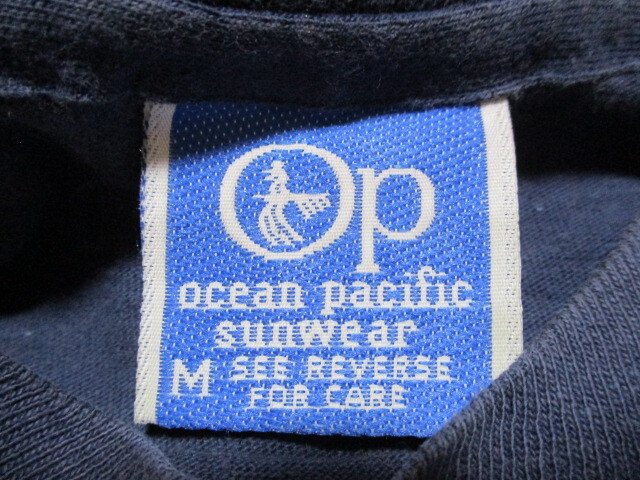 Op
ocean pacific
sunwear
M SEE REVERSE
FOR CARE